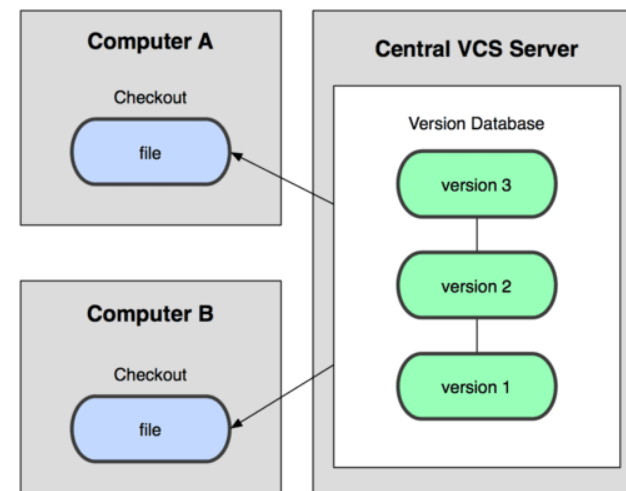 Computer A
Checkout
file
Computer B
Checkout
file
Central VCS Server
Version Database
version 3
version 2
version 1